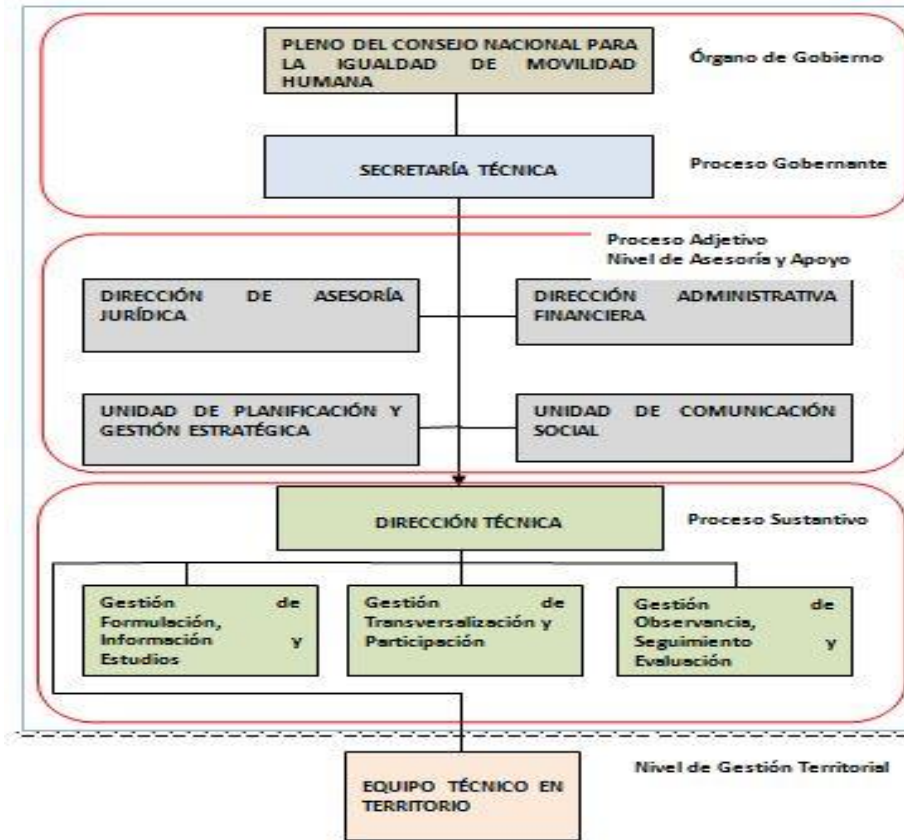 PLENO DEL CONSEJO NACIONAL PARA
LA IGUALDAD DE MOVILIDAD
HUMANA
Órgano de Gobierno
SECRETARÍA TÉCNICA
Proceso Gobernante
Proceso Adjetivo
Nivel de Asesoría y Apoyo
DIRECCIÓN DE ASESORÍA
JURÍDICA
DIRECCIÓN ADMINISTRATIVA
FINANCIERA
UNIDAD DE PLANIFICACIÓN Y
GESTIÓN ESTRATÉGICA
UNIDAD DE COMUNICACIÓN
SOCIAL
DIRECCIÓN TÉCNICA
Proceso Sustantivo
Gestión de
Formulación,
Información y
Estudios
Gestión de
Transversalización y
Participación
Gestión de
Observancia,
Seguimiento y
Evaluación
EQUIPO TÉCNICO EN
TERRITORIO
Nivel de Gestión Territorial